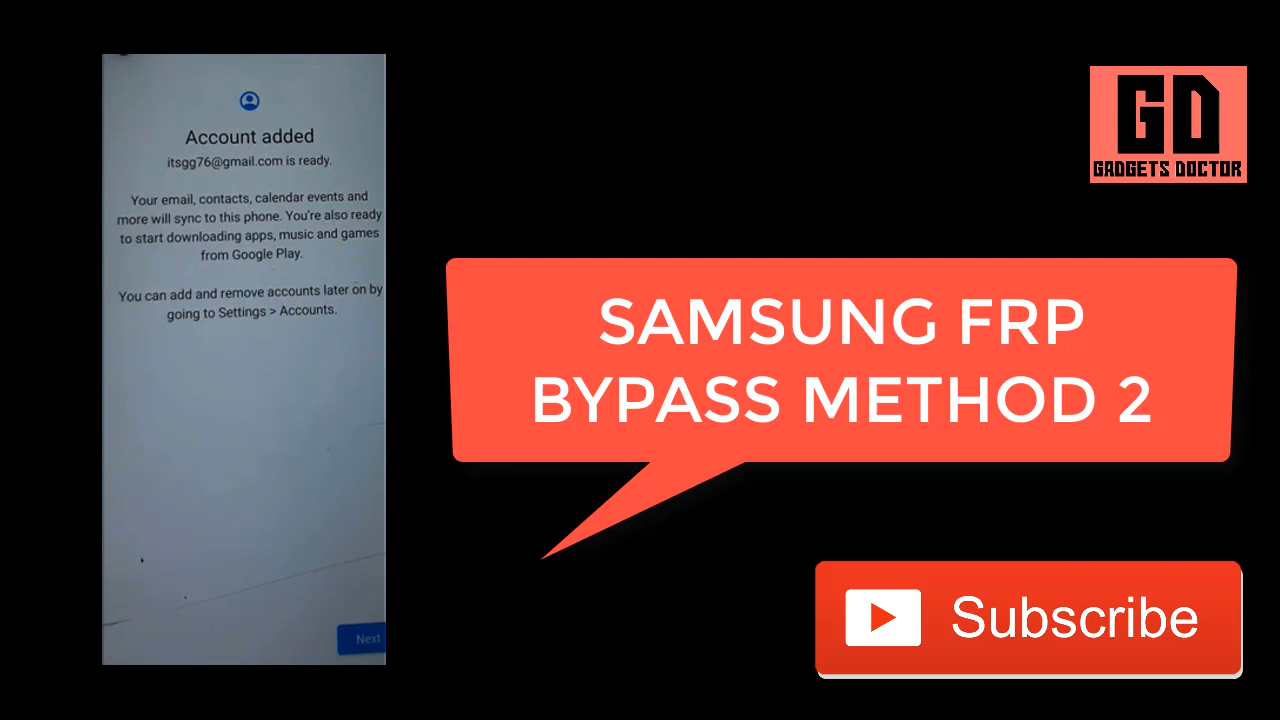 Account added
itsgg76@gmail.com is ready.
Your email, contacts, calendar events and
more will sync to this phone. You're also ready
to start downloading apps, music and games
from Google Play.
You can add and remove accounts later on by
going to Settings > Accounts.
Next
GD
GADGETS DOCTOR
SAMSUNG FRP
BYPASS METHOD 2
Subscribe